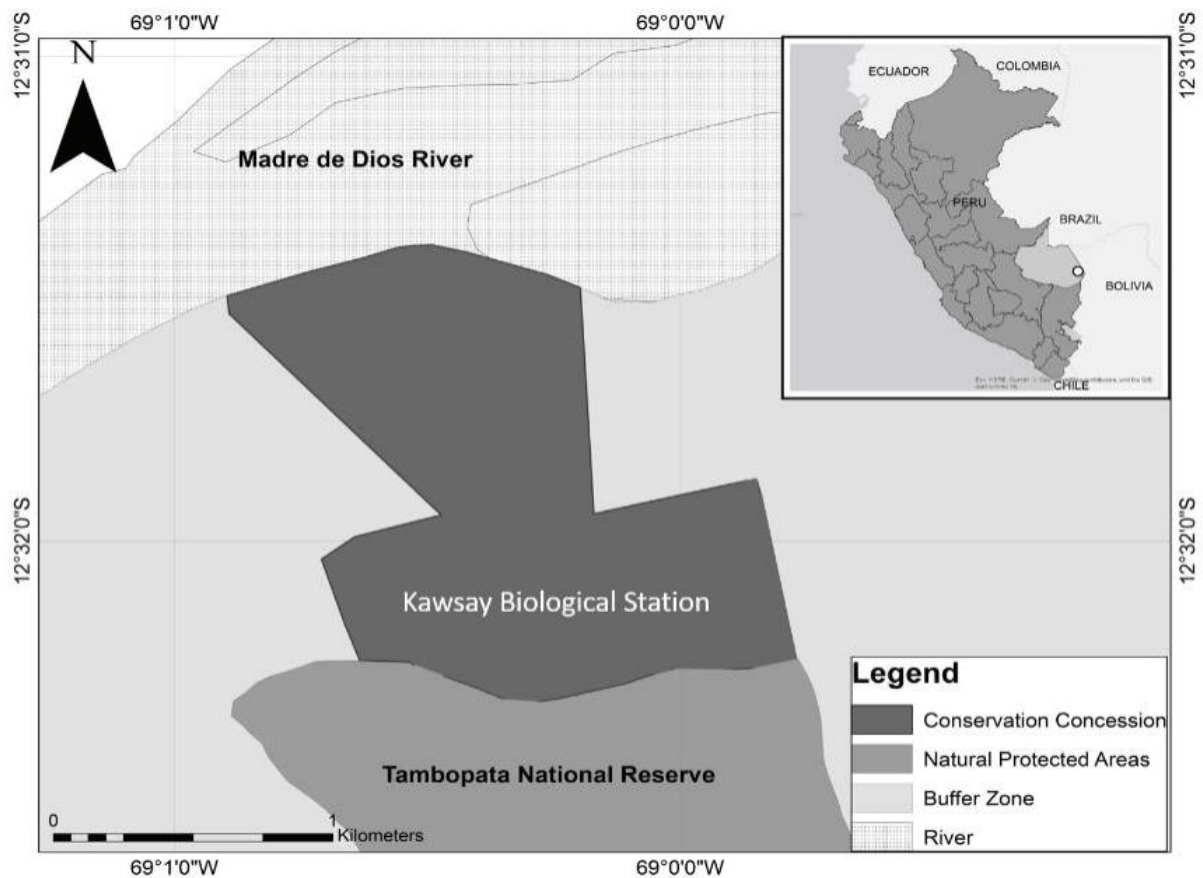 69°1'0"W
69°0'0"W
12°31'0"S
12°31'0"S
N
Madre de Dios River
ECUADOR
COLOMBIA
PERU
BRAZIL
BOLIVIA
CHILE
12°32'0"S
12°32'0"S
Kawsay Biological Station
Tambopata National Reserve
Legend
Conservation Concession
Natural Protected Areas
Buffer Zone
River
0 1
Kilometers
69°1'0"W
69°0'0"W